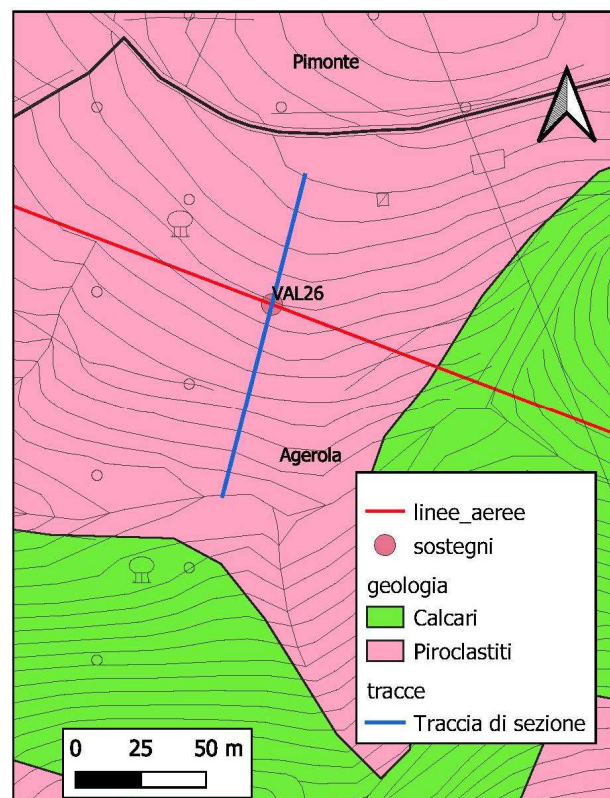 Pimonte
VAL26
Agerola
linee_aeree
sostegni
geologia
Calcari
Piroclastiti
tracce
Traccia di sezione
0 25 50 m